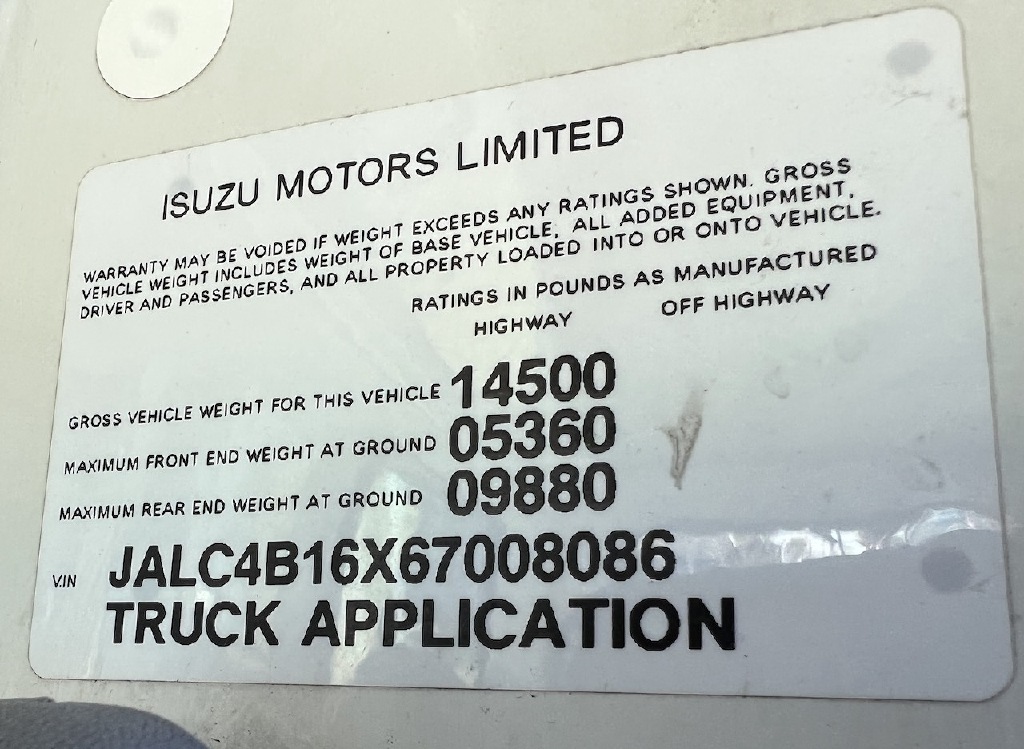 ISUZU MOTORS LIMITED
WARRANTY MAY BE VOIDED IF WEIGHT EXCEEDS ANY RATINGS SHOWN. GROSS
VEHICLE WEIGHT INCLUDES WEIGHT OF BASE VEHICLE, ALL ADDED EQUIPMENT,
DRIVER AND PASSENGERS, AND ALL PROPERTY LOADED INTO OR ONTO VEHICLE.
RATINGS IN POUNDS AS MANUFACTURED
HIGHWAY OFF HIGHWAY
GROSS VEHICLE WEIGHT FOR THIS VEHICLE 14500
MAXIMUM FRONT END WEIGHT AT GROUND 05360
MAXIMUM REAR END WEIGHT AT GROUND 09880
V.IN JALC4B16X67008086
TRUCK APPLICATION